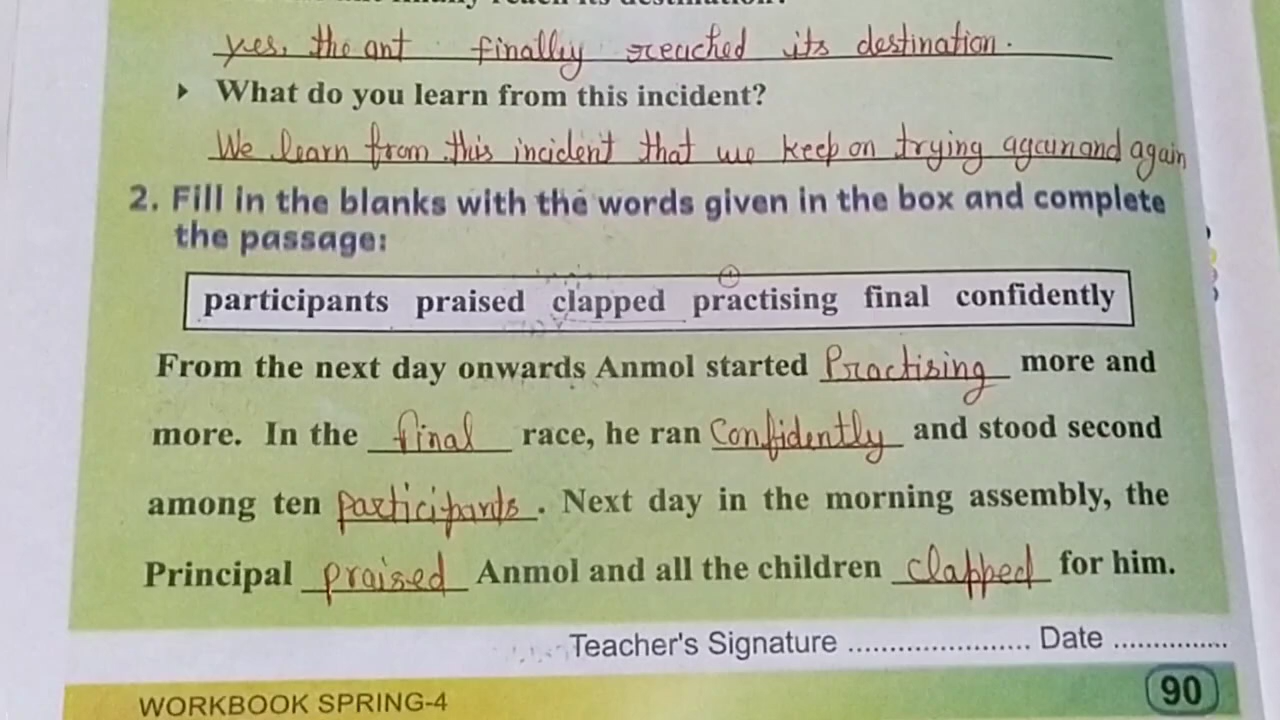 yes, the ant finally reached its destination.
What do you learn from this incident?
We learn from this incident that we keep on trying again and again
2. Fill in the blanks with the words given in the box and complete
the passage:
participants praised clapped practising final confidently
From the next day onwards Anmol started Practising more and
more. In the final race, he ran Confidently and stood second
among ten participants. Next day in the morning assembly, the
Principal praised Anmol and all the children clapped for him.
Teacher's Signature ..................... Date ...............
WORKBOOK SPRING-4
90